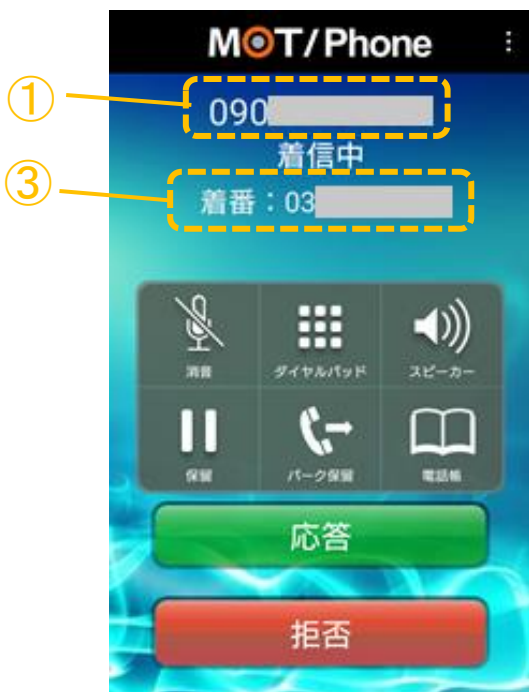 MOT/Phone
①
090
着信中
③
着番：03
消音
ダイヤルパッド
スピーカー
保留
パーク保留
電話帳
応答
拒否